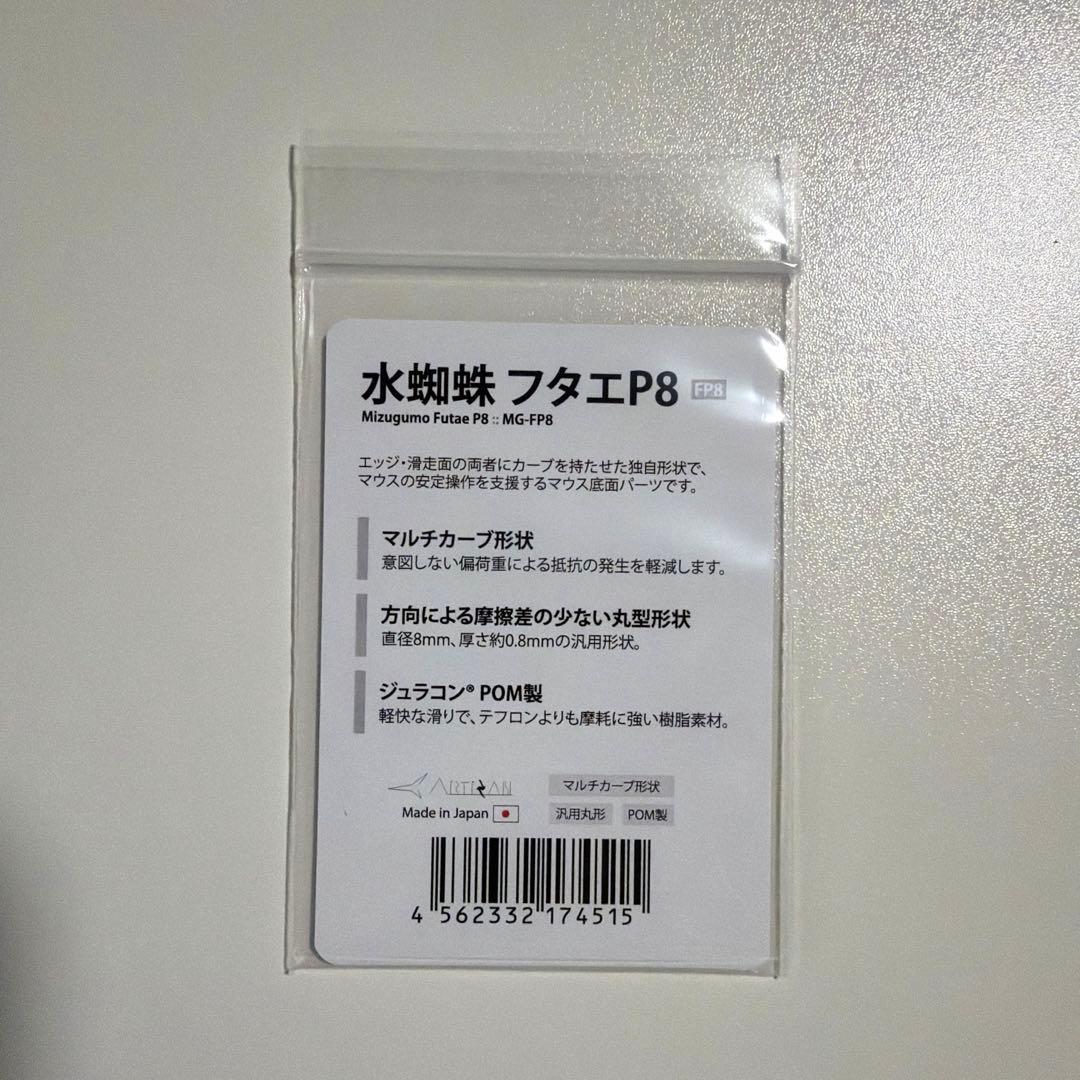 水蜘蛛 フタエP8 FP8
Mizugumo Futae P8 :: MG-FP8
エッジ・滑走面の両者にカーブを持たせた独自形状で、
マウスの安定操作を支援するマウス底面パーツです。
マルチカーブ形状
意図しない偏荷重による抵抗の発生を軽減します。
方向による摩擦差の少ない丸型形状
直径8mm、厚さ約0.8mmの汎用形状。
ジュラコン® POM製
軽快な滑りで、テフロンよりも摩耗に強い樹脂素材。
ARTISAN
マルチカーブ形状
Made in Japan
汎用丸形 POM製
4 562332 174515